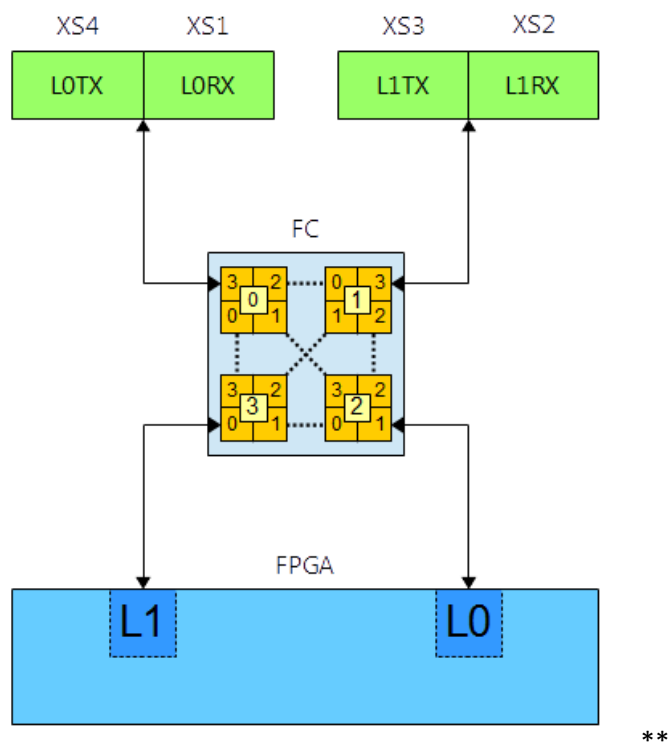 XS4 XS1 XS3 XS2
L0TX L0RX L1TX L1RX
FC
3 2 0 3
0 1
0 1 1 2
3 2 3 2
3 2
0 1 0 1
FPGA
L1 L0
**